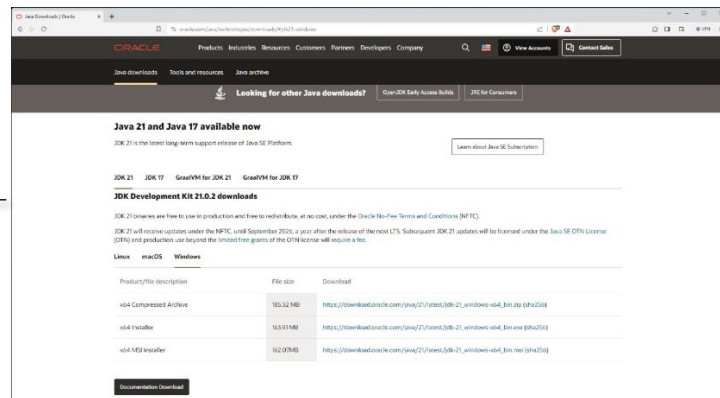 Java Downloads | Oracle
oracle.com/java/technologies/downloads/#jdk21-windows
ORACLE Products Industries Resources Customers Partners Developers Company View Accounts Contact Sales
Java downloads Tools and resources Java archive
Looking for other Java downloads? OpenJDK Early Access Builds JRE for Consumers
Java 21 and Java 17 available now
JDK 21 is the latest long-term support release of Java SE Platform.
Learn about Java SE Subscription
JDK 21 JDK 17 GraalVM for JDK 21 GraalVM for JDK 17
JDK Development Kit 21.0.2 downloads
JDK 21 binaries are free to use in production and free to redistribute, at no cost, under the Oracle No-Fee Terms and Conditions (NFTC).
JDK 21 will receive updates under the NFTC, until September 2026, a year after the release of the next LTS. Subsequent JDK 21 updates will be licensed under the Java SE OTN License
(OTN) and production use beyond the limited free grants of the OTN license will require a fee.
Linux macOS Windows
Product/file description File size Download
x64 Compressed Archive 185.52 MB https://download.oracle.com/java/21/latest/jdk-21_windows-x64_bin.zip (sha256)
x64 Installer 163.91 MB https://download.oracle.com/java/21/latest/jdk-21_windows-x64_bin.exe (sha256)
x64 MSI Installer 162.07MB https://download.oracle.com/java/21/latest/jdk-21_windows-x64_bin.msi (sha256)
Documentation Download